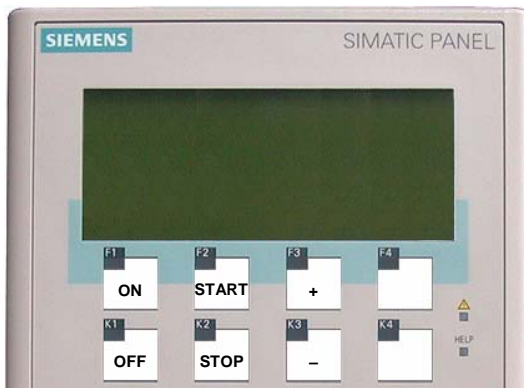 SIEMENS SIMATIC PANEL
F1 F2 F3 F4
ON START +
K1 K2 K3 K4 HELP
OFF STOP –